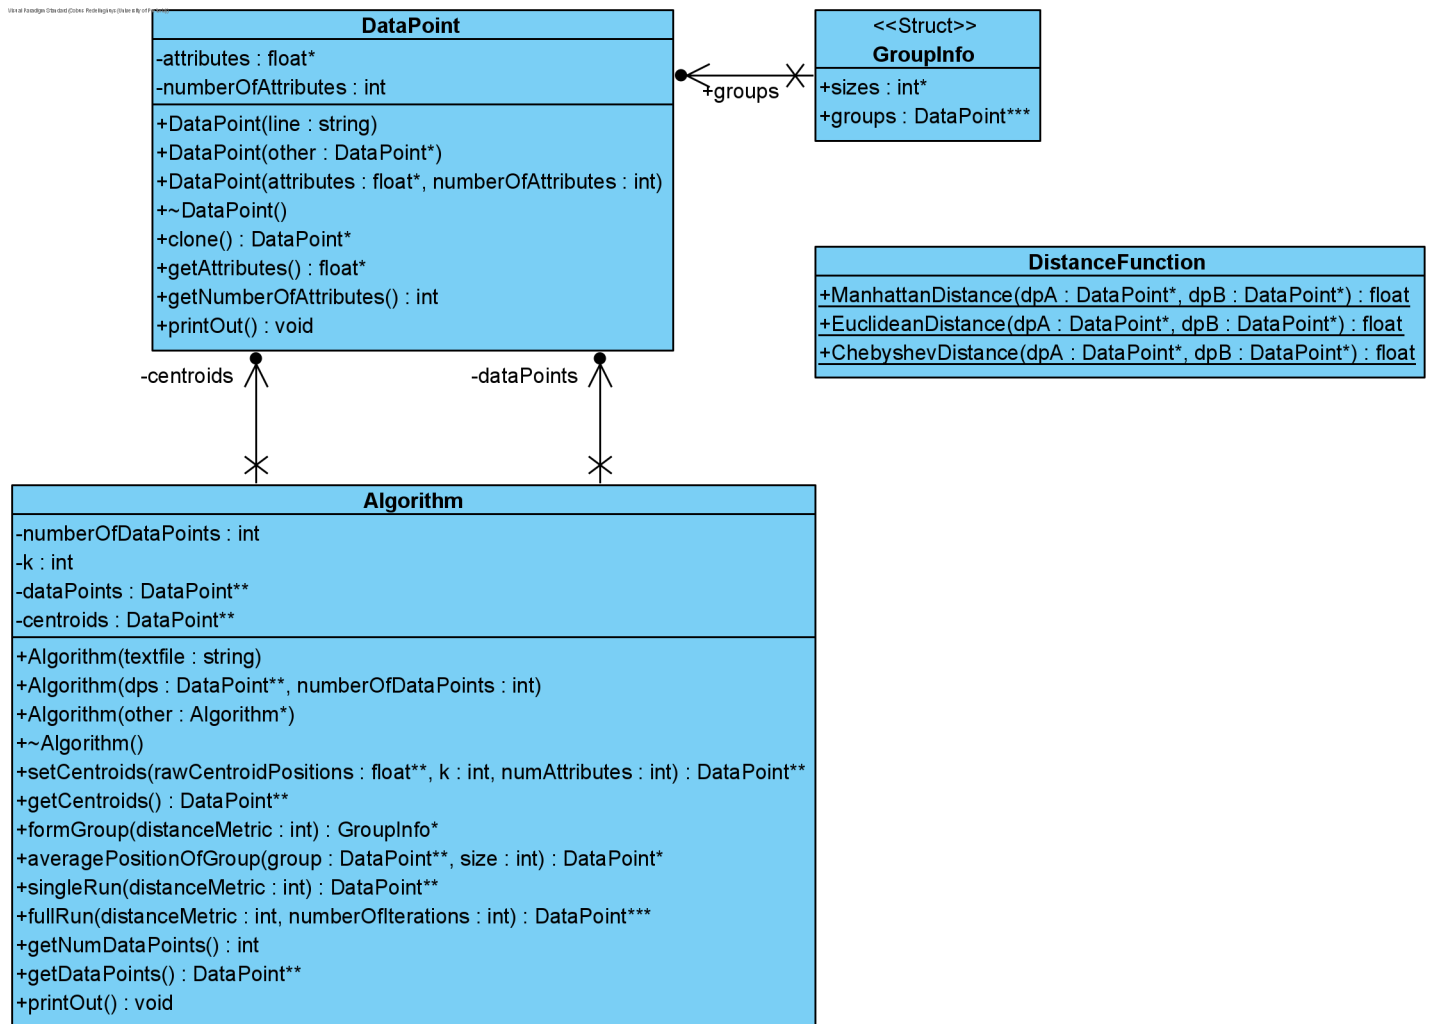 Visual Paradigm Standard
DataPoint
-attributes : float*
-numberOfAttributes : int
+DataPoint(line : string)
+DataPoint(other : DataPoint*)
+DataPoint(attributes : float*, numberOfAttributes : int)
+~DataPoint()
+clone() : DataPoint*
+getAttributes() : float*
+getNumberOfAttributes() : int
+printOut() : void
+groups
<<Struct>>
GroupInfo
+sizes : int*
+groups : DataPoint***
DistanceFunction
+ManhattanDistance(dpA : DataPoint*, dpB : DataPoint*) : float
+EuclideanDistance(dpA : DataPoint*, dpB : DataPoint*) : float
+ChebyshevDistance(dpA : DataPoint*, dpB : DataPoint*) : float
-centroids
-dataPoints
Algorithm
-numberOfDataPoints : int
-k : int
-dataPoints : DataPoint**
-centroids : DataPoint**
+Algorithm(textfile : string)
+Algorithm(dps : DataPoint**, numberOfDataPoints : int)
+Algorithm(other : Algorithm*)
+~Algorithm()
+setCentroids(rawCentroidPositions : float**, k : int, numAttributes : int) : DataPoint**
+getCentroids() : DataPoint**
+formGroup(distanceMetric : int) : GroupInfo*
+averagePositionOfGroup(group : DataPoint**, size : int) : DataPoint*
+singleRun(distanceMetric : int) : DataPoint**
+fullRun(distanceMetric : int, numberOfIterations : int) : DataPoint***
+getNumDataPoints() : int
+getDataPoints() : DataPoint**
+printOut() : void